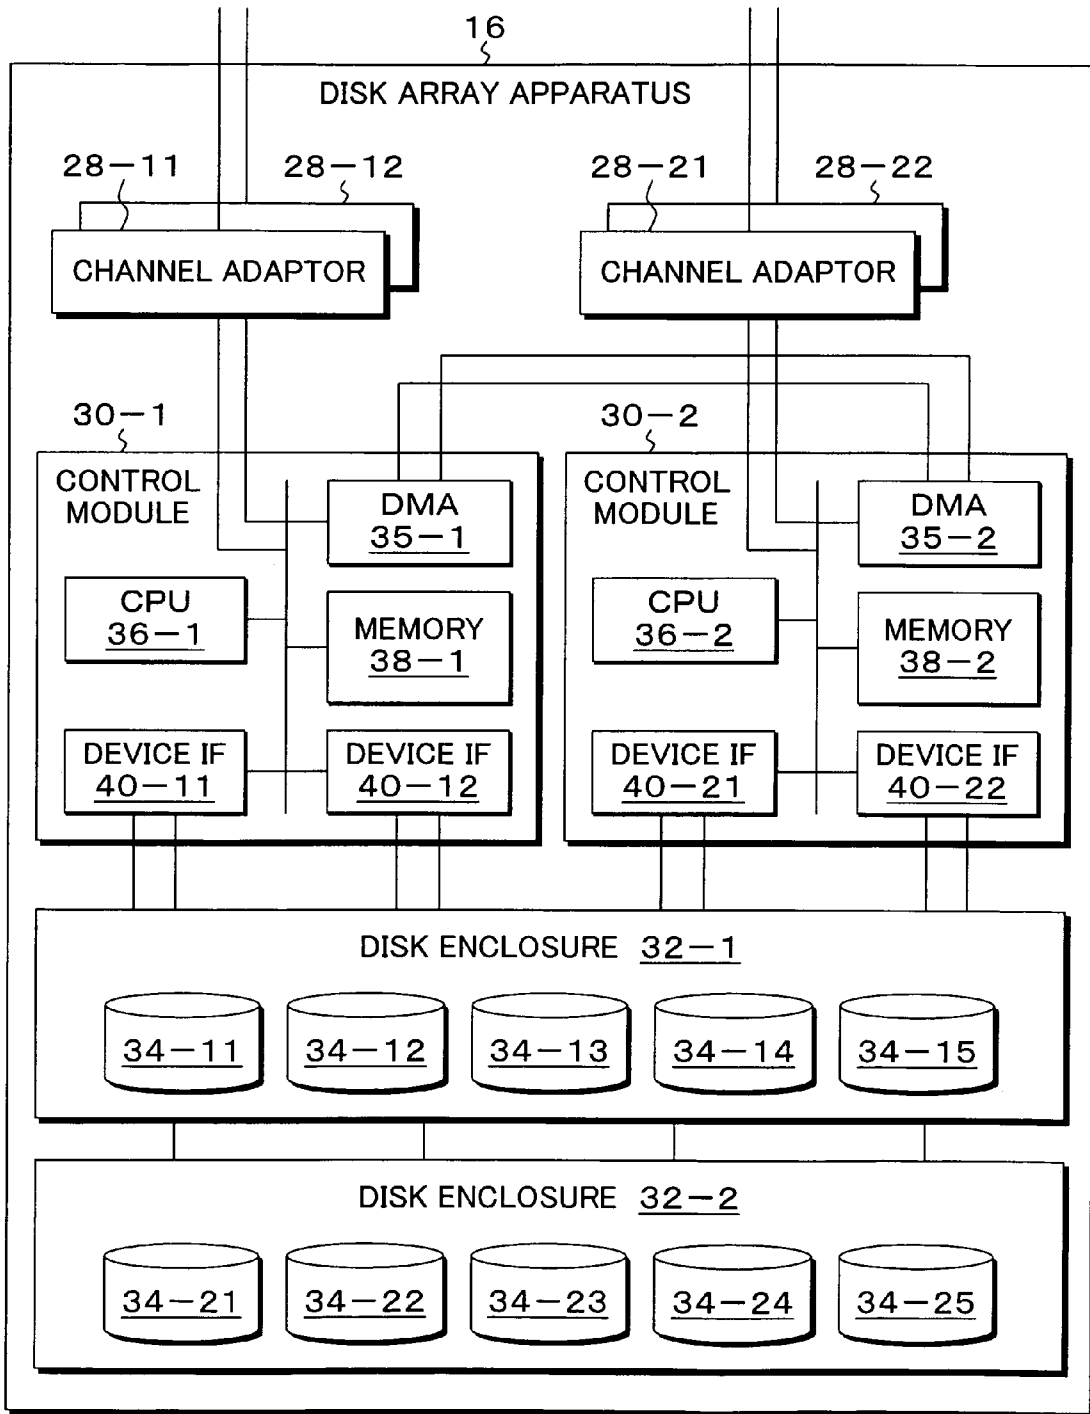 16
DISK ARRAY APPARATUS
28-11
28-12
28-21
28-22
CHANNEL ADAPTOR
CHANNEL ADAPTOR
30-1
30-2
CONTROL
MODULE
DMA
35-1
CONTROL
MODULE
DMA
35-2
CPU
36-1
MEMORY
38-1
CPU
36-2
MEMORY
38-2
DEVICE IF
40-11
DEVICE IF
40-12
DEVICE IF
40-21
DEVICE IF
40-22
DISK ENCLOSURE 32-1
34-11
34-12
34-13
34-14
34-15
DISK ENCLOSURE 32-2
34-21
34-22
34-23
34-24
34-25